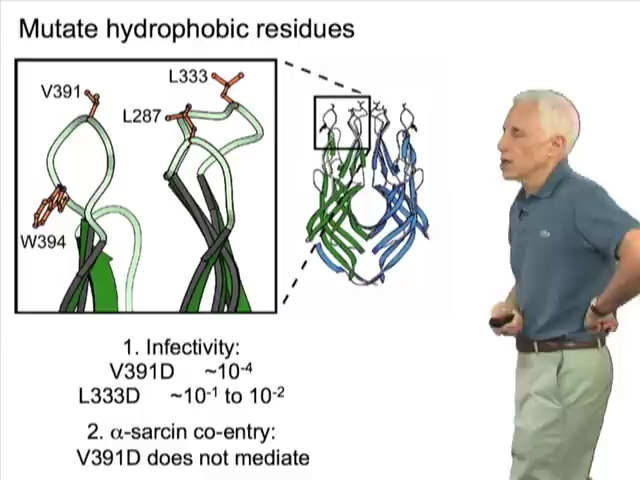 Mutate hydrophobic residues
V391
L333
L287
W394
1. Infectivity:
V391D ~10⁻⁴
L333D ~10⁻¹ to 10⁻²
2. α-sarcin co-entry:
V391D does not mediate